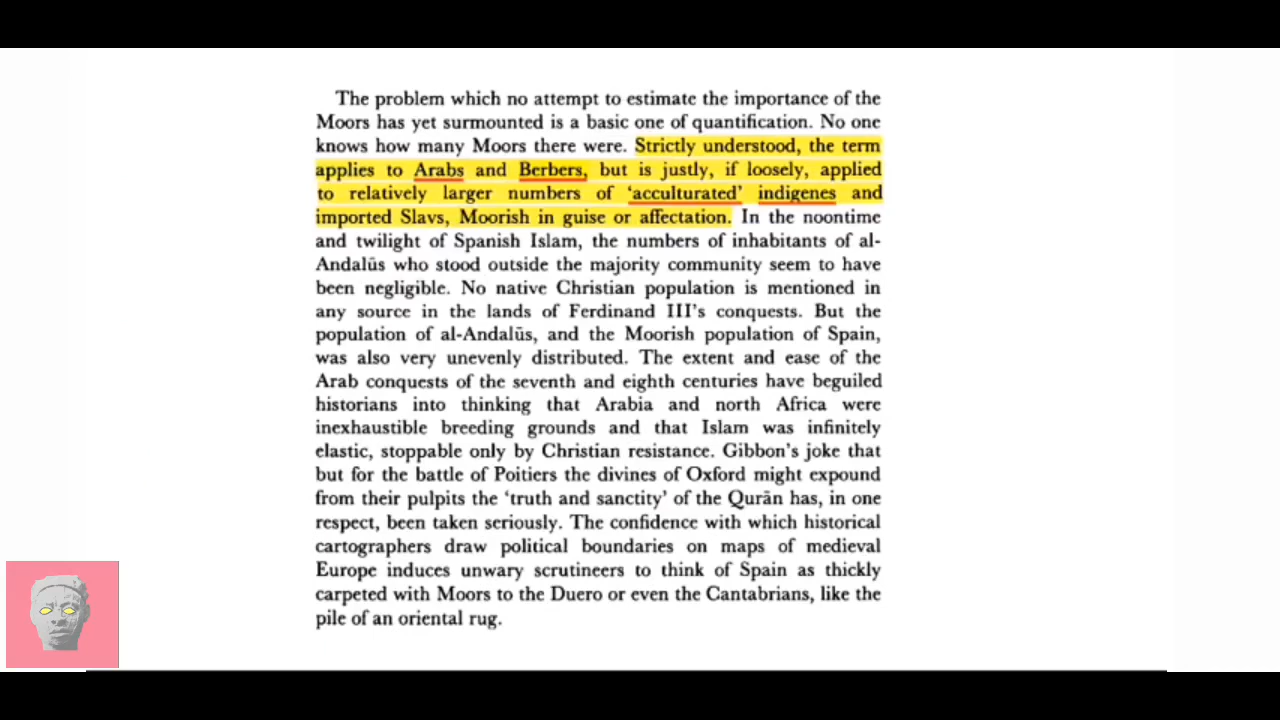 The problem which no attempt to estimate the importance of the
Moors has yet surmounted is a basic one of quantification. No one
knows how many Moors there were. Strictly understood, the term
applies to Arabs and Berbers, but is justly, if loosely, applied
to relatively larger numbers of ‘acculturated’ indigenes and
imported Slavs, Moorish in guise or affectation. In the noontime
and twilight of Spanish Islam, the numbers of inhabitants of al-
Andalūs who stood outside the majority community seem to have
been negligible. No native Christian population is mentioned in
any source in the lands of Ferdinand III's conquests. But the
population of al-Andalūs, and the Moorish population of Spain,
was also very unevenly distributed. The extent and ease of the
Arab conquests of the seventh and eighth centuries have beguiled
historians into thinking that Arabia and north Africa were
inexhaustible breeding grounds and that Islam was infinitely
elastic, stoppable only by Christian resistance. Gibbon's joke that
but for the battle of Poitiers the divines of Oxford might expound
from their pulpits the ‘truth and sanctity’ of the Qurān has, in one
respect, been taken seriously. The confidence with which historical
cartographers draw political boundaries on maps of medieval
Europe induces unwary scrutineers to think of Spain as thickly
carpeted with Moors to the Duero or even the Cantabrians, like the
pile of an oriental rug.